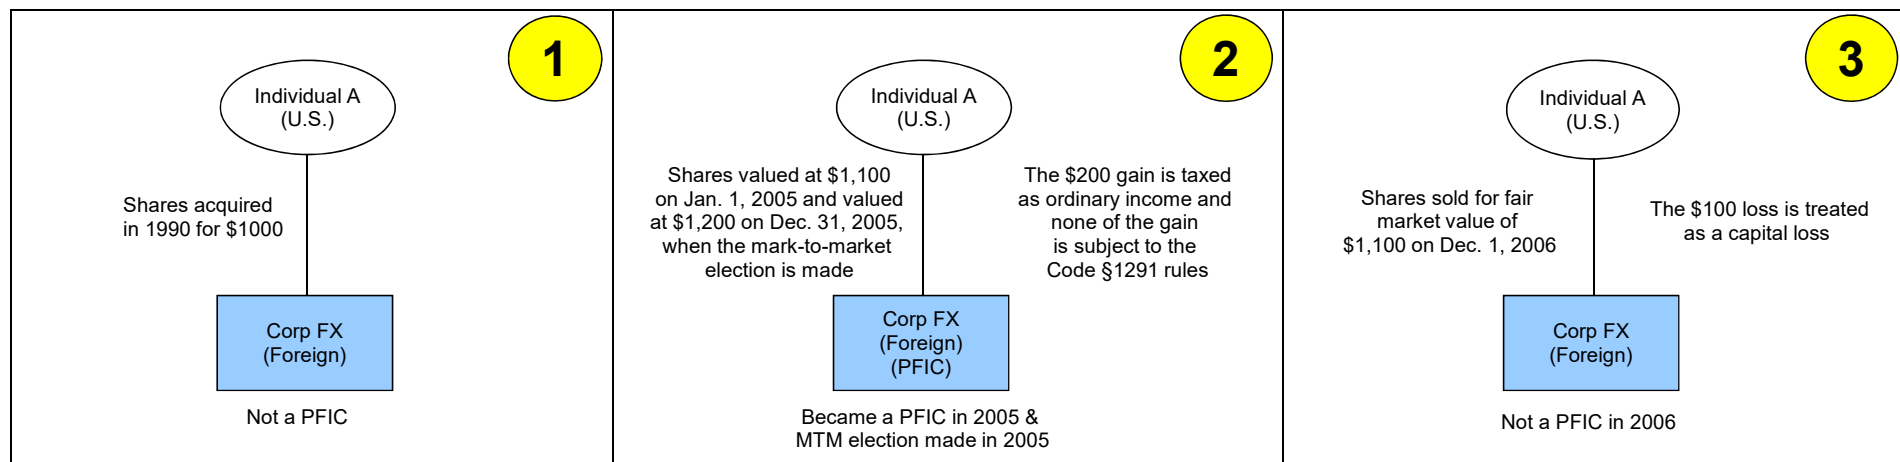 1
Individual A
(U.S.)
Shares acquired
in 1990 for $1000
Corp FX
(Foreign)
Not a PFIC
2
Individual A
(U.S.)
Shares valued at $1,100
on Jan. 1, 2005 and valued
at $1,200 on Dec. 31, 2005,
when the mark-to-market
election is made
The $200 gain is taxed
as ordinary income and
none of the gain
is subject to the
Code §1291 rules
Corp FX
(Foreign)
(PFIC)
Became a PFIC in 2005 &
MTM election made in 2005
3
Individual A
(U.S.)
Shares sold for fair
market value of
$1,100 on Dec. 1, 2006
The $100 loss is treated
as a capital loss
Corp FX
(Foreign)
Not a PFIC in 2006